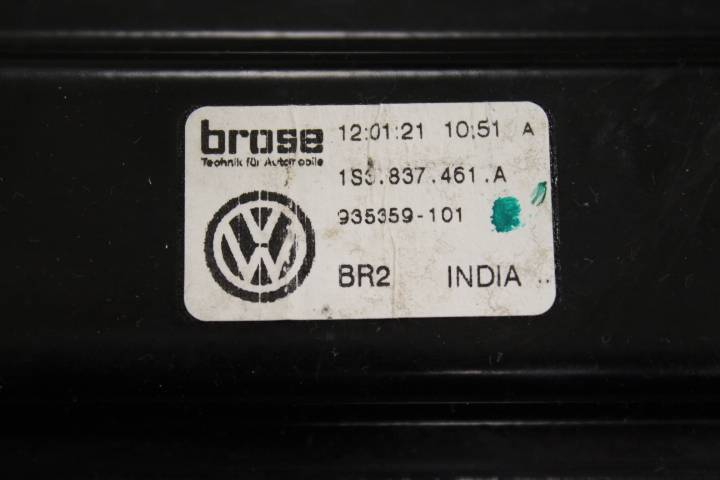 brose
Technik für Automobile
12:01:21 10:51 A
1S3.837.461.A
935359-101
BR2 INDIA ..